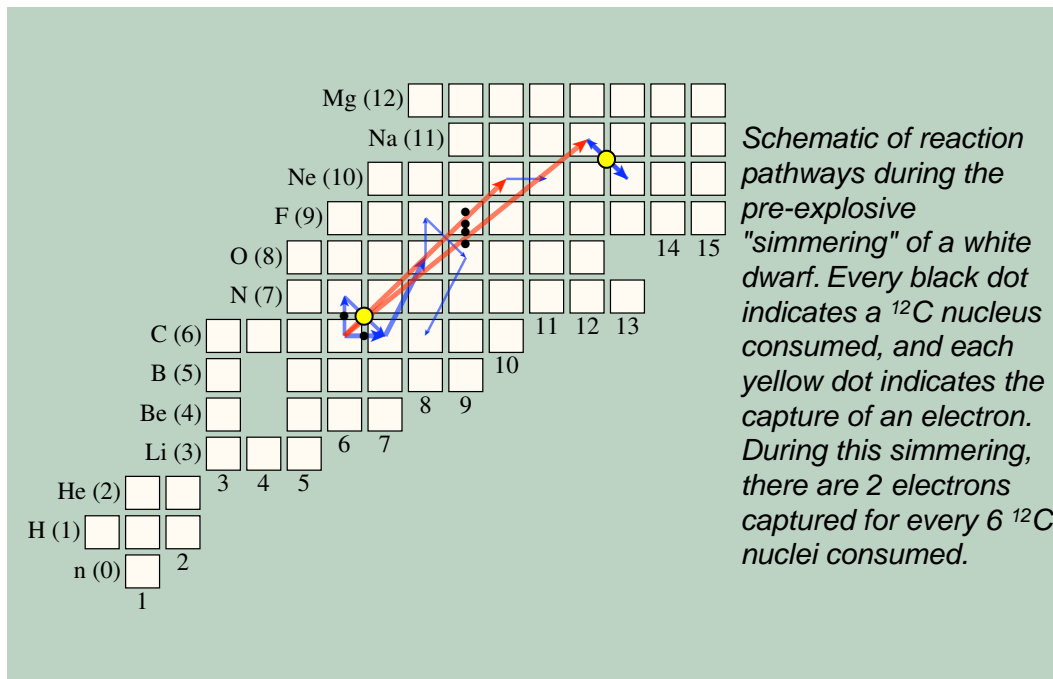 Mg (12)
Na (11)
Ne (10)
F (9)
14 15
O (8)
N (7)
11 12 13
C (6)
10
B (5)
8 9
Be (4)
6 7
Li (3)
3 4 5
He (2)
H (1)
2
n (0)
1
Schematic of reaction
pathways during the
pre-explosive
"simmering" of a white
dwarf. Every black dot
indicates a ¹²C nucleus
consumed, and each
yellow dot indicates the
capture of an electron.
During this simmering,
there are 2 electrons
captured for every 6 ¹²C
nuclei consumed.